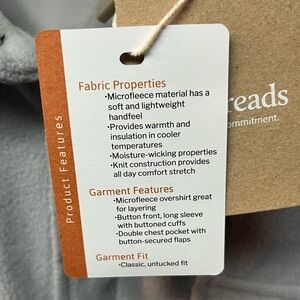 Product Features
Fabric Properties
•Microfleece material has a
soft and lightweight
handfeel
•Provides warmth and
insulation in cooler
temperatures
•Moisture-wicking properties
•Knit construction provides
all day comfort stretch
Garment Features
•Microfleece overshirt great
for layering
•Button front, long sleeve
with buttoned cuffs
•Double chest pocket with
button-secured flaps
Garment Fit
•Classic, untucked fit
reads
ommitment.